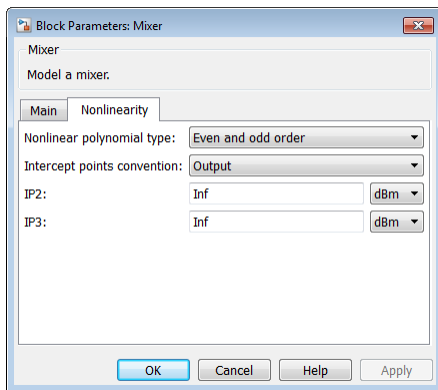 Block Parameters: Mixer
Mixer
Model a mixer.
Main Nonlinearity
Nonlinear polynomial type: Even and odd order
Intercept points convention: Output
IP2: Inf dBm
IP3: Inf dBm
OK Cancel Help Apply